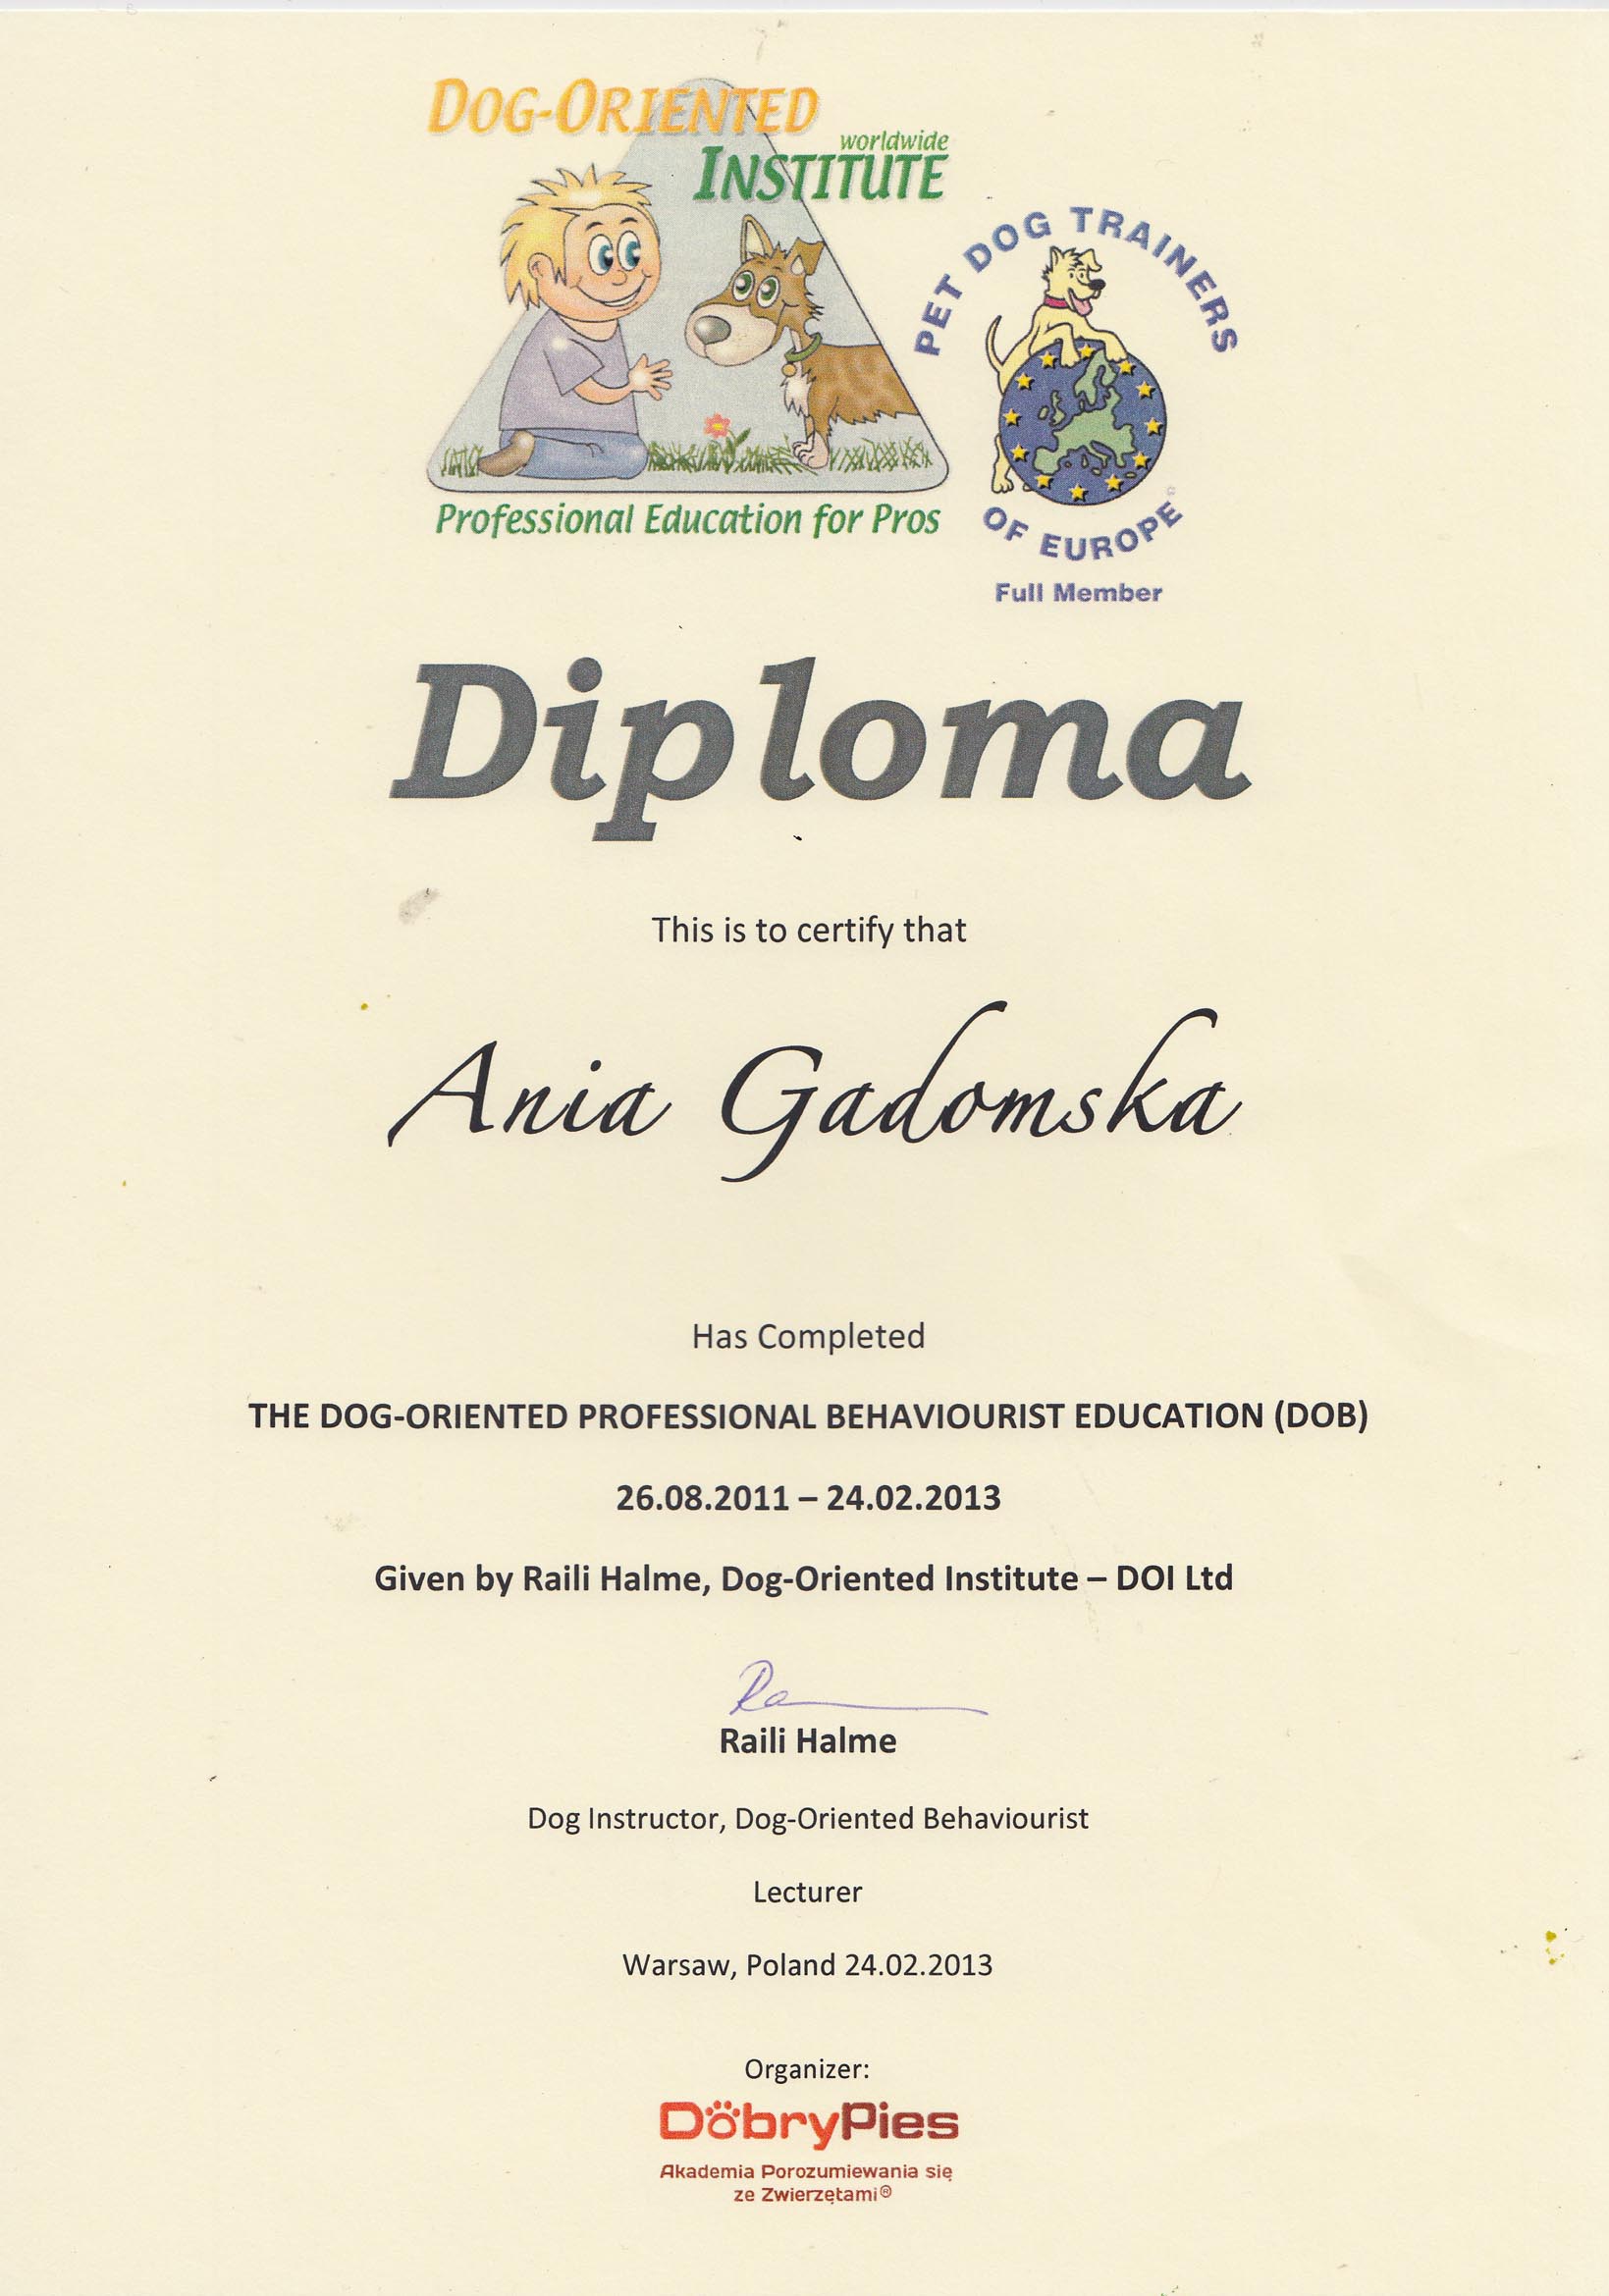 DOG-ORIENTED
worldwide
INSTITUTE
PET DOG TRAINERS
OF EUROPE
Professional Education for Pros
Full Member
Diploma
This is to certify that
Ania Gadomska
Has Completed
THE DOG-ORIENTED PROFESSIONAL BEHAVIOURIST EDUCATION (DOB)
26.08.2011 – 24.02.2013
Given by Raili Halme, Dog-Oriented Institute – DOI Ltd
Raili Halme
Dog Instructor, Dog-Oriented Behaviourist
Lecturer
Warsaw, Poland 24.02.2013
Organizer:
DobryPies
Akademia Porozumiewania się
ze Zwierzętami®